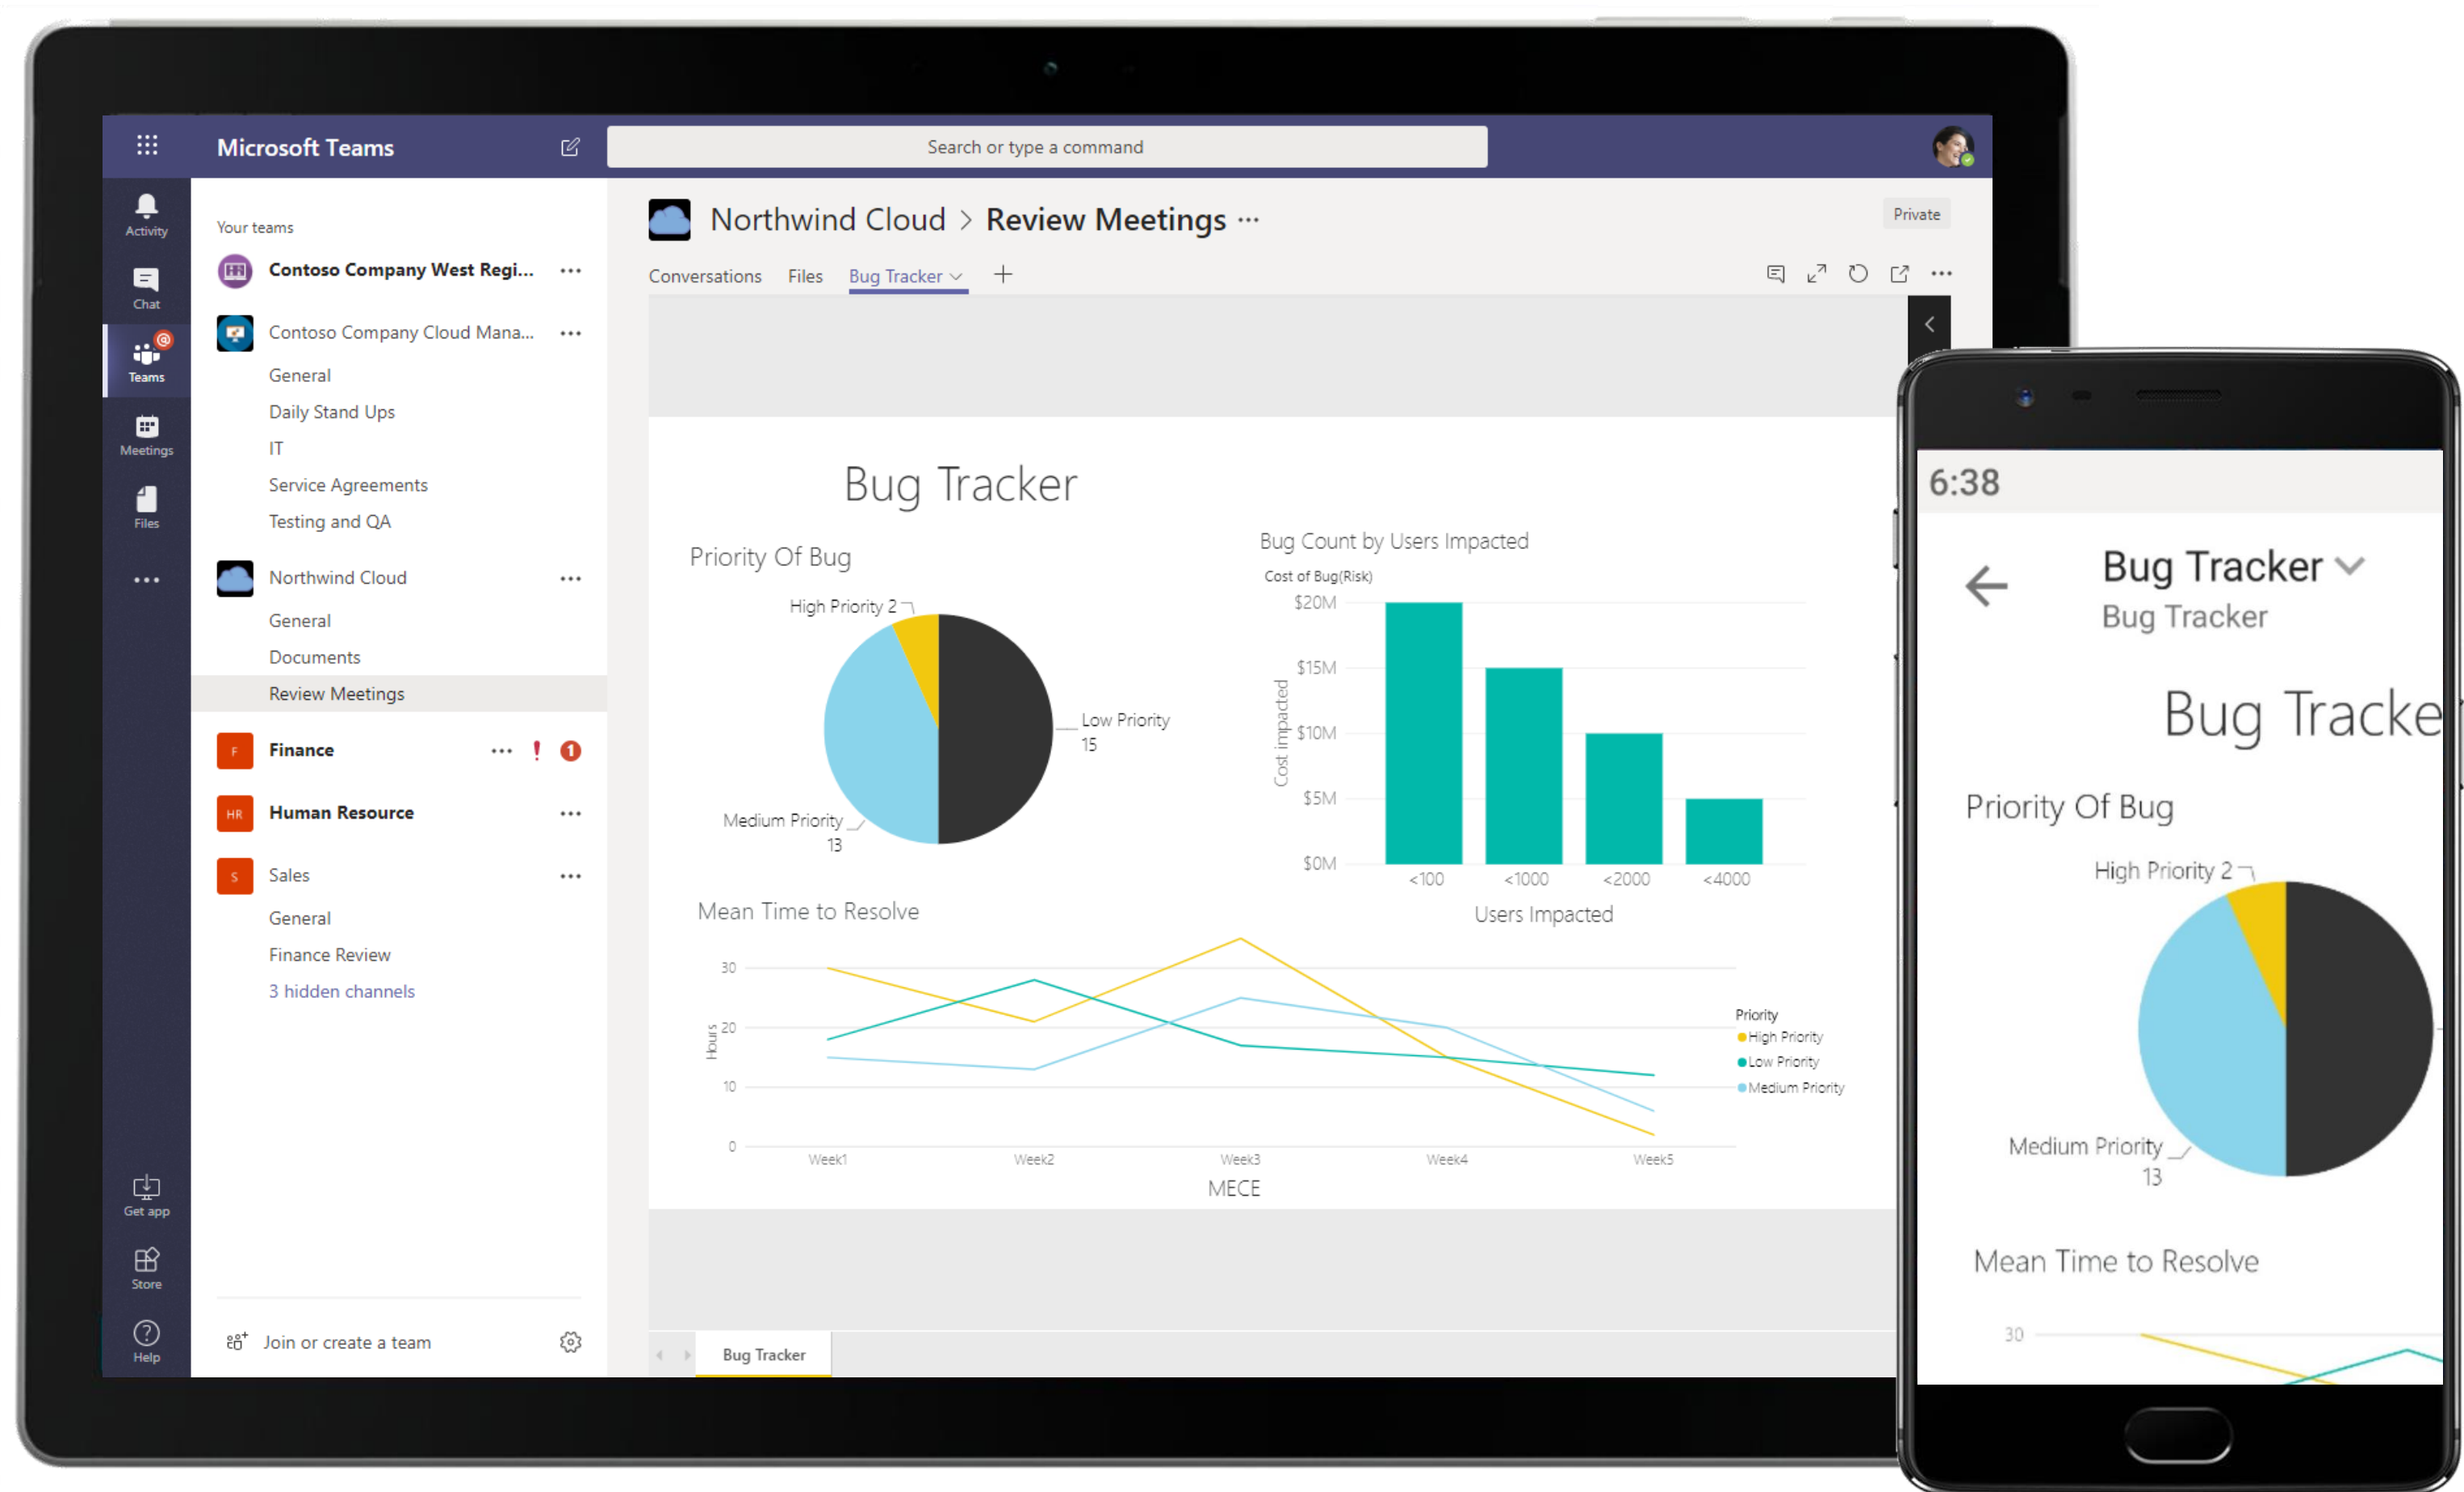 Microsoft Teams
Search or type a command
Activity
Chat
@
Teams
Meetings
Files
Get app
Store
Help
Your teams
Contoso Company West Regi...
Contoso Company Cloud Mana...
General
Daily Stand Ups
IT
Service Agreements
Testing and QA
Northwind Cloud
General
Documents
Review Meetings
F
Finance
! 1
HR
Human Resource
S
Sales
General
Finance Review
3 hidden channels
Join or create a team
Northwind Cloud > Review Meetings ...
Private
Conversations Files Bug Tracker +
Bug Tracker
Priority Of Bug
High Priority 2
Low Priority
15
Medium Priority
13
Bug Count by Users Impacted
Cost of Bug(Risk)
Cost impacted
$20M
$15M
$10M
$5M
$0M
<100 <1000 <2000 <4000
Users Impacted
Mean Time to Resolve
Hours
30
20
10
0
Week1 Week2 Week3 Week4 Week5
MECE
Priority
High Priority
Low Priority
Medium Priority
Bug Tracker
6:38
Bug Tracker
Bug Tracker
Bug Tracke
Priority Of Bug
High Priority 2
Medium Priority
13
Mean Time to Resolve
30